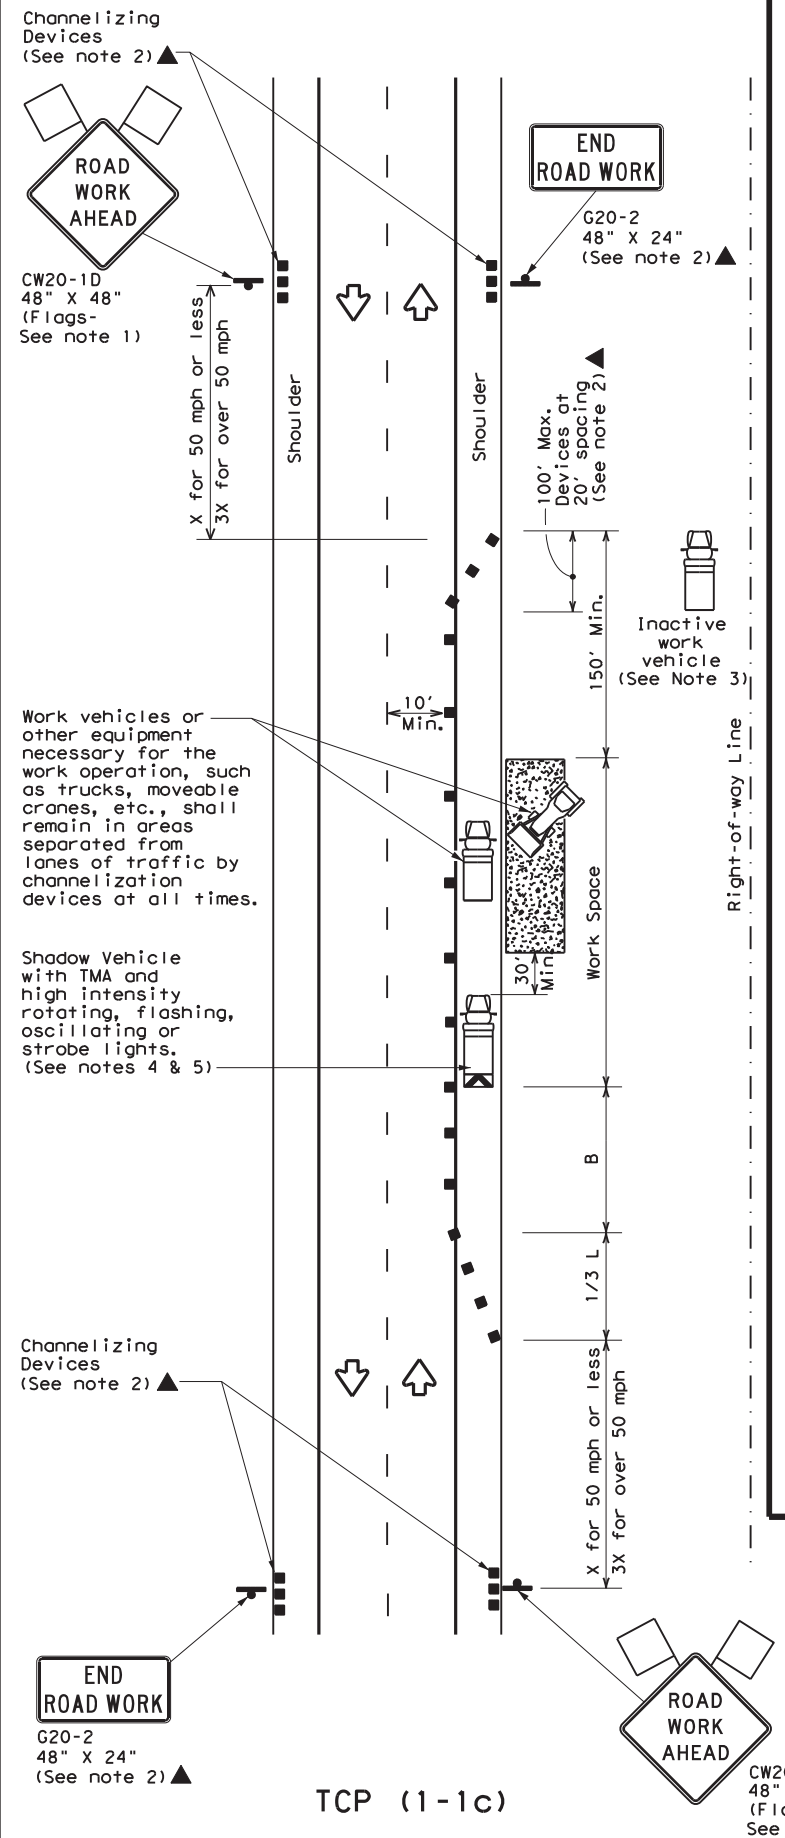 Channelizing
Devices
(See note 2)
ROAD
WORK
AHEAD
CW20-1D
48" X 48"
(Flags-
See note 1)
END
ROAD WORK
G20-2
48" X 24"
(See note 2)
X for 50 mph or less
3X for over 50 mph
Shoulder
Shoulder
100' Max.
Devices at
20' spacing
(See note 2)
150' Min.
Inactive
work
vehicle
(See Note 3)
10'
Min.
Work vehicles or
other equipment
necessary for the
work operation, such
as trucks, moveable
cranes, etc., shall
remain in areas
separated from
lanes of traffic by
channelization
devices at all times.
Right-of-way Line
Work Space
30'
Min.
Shadow Vehicle
with TMA and
high intensity
rotating, flashing,
oscillating or
strobe lights.
(See notes 4 & 5)
B
1/3 L
Channelizing
Devices
(See note 2)
X for 50 mph or less
3X for over 50 mph
END
ROAD WORK
G20-2
48" X 24"
(See note 2)
ROAD
WORK
AHEAD
48"
See
TCP (1-1c)